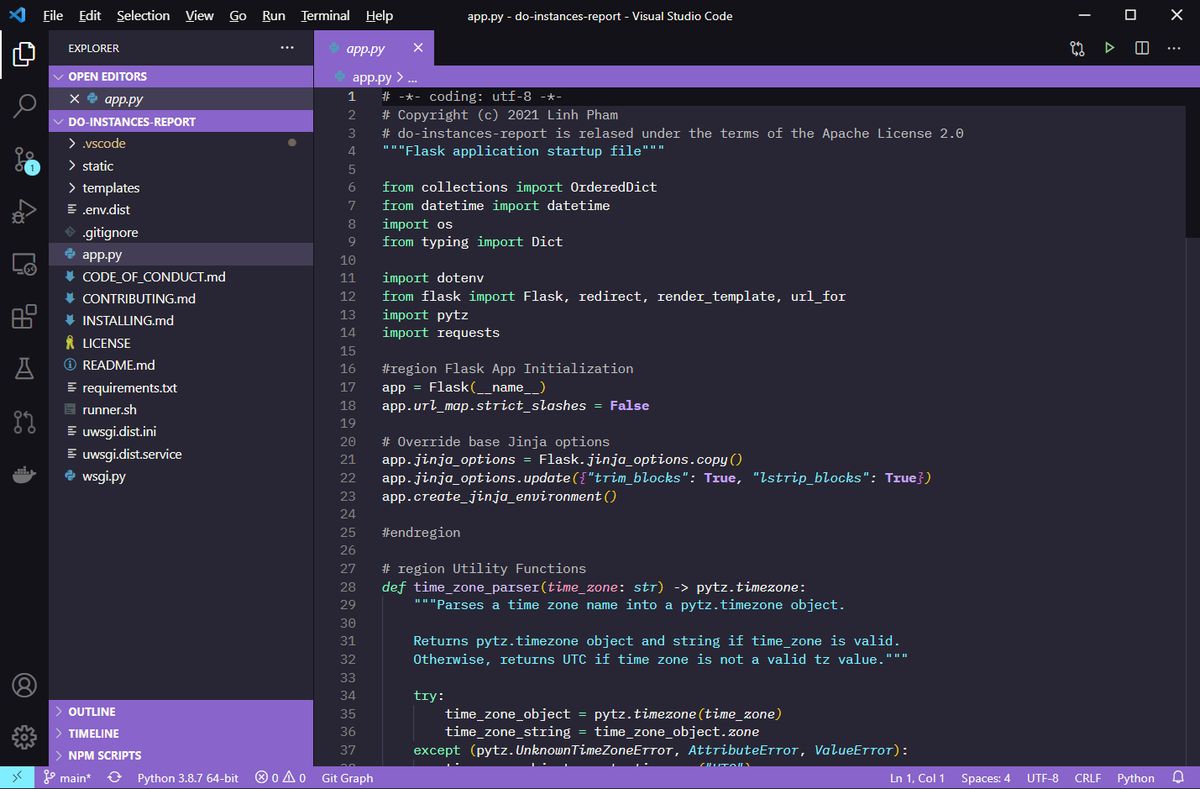 File Edit Selection View Go Run Terminal Help
app.py - do-instances-report - Visual Studio Code
EXPLORER
OPEN EDITORS
app.py
DO-INSTANCES-REPORT
.vscode
static
templates
.env.dist
.gitignore
app.py
CODE_OF_CONDUCT.md
CONTRIBUTING.md
INSTALLING.md
LICENSE
README.md
requirements.txt
runner.sh
uwsgi.dist.ini
uwsgi.dist.service
wsgi.py
OUTLINE
TIMELINE
NPM SCRIPTS
1
app.py
app.py > ...
1 # -*- coding: utf-8 -*-
2 # Copyright (c) 2021 Linh Pham
3 # do-instances-report is relased under the terms of the Apache License 2.0
4 """Flask application startup file"""
5
6 from collections import OrderedDict
7 from datetime import datetime
8 import os
9 from typing import Dict
10
11 import dotenv
12 from flask import Flask, redirect, render_template, url_for
13 import pytz
14 import requests
15
16 #region Flask App Initialization
17 app = Flask(__name__)
18 app.url_map.strict_slashes = False
19
20 # Override base Jinja options
21 app.jinja_options = Flask.jinja_options.copy()
22 app.jinja_options.update({"trim_blocks": True, "lstrip_blocks": True})
23 app.create_jinja_environment()
24
25 #endregion
26
27 # region Utility Functions
28 def time_zone_parser(time_zone: str) -> pytz.timezone:
29 """Parses a time zone name into a pytz.timezone object.
30
31 Returns pytz.timezone object and string if time_zone is valid.
32 Otherwise, returns UTC if time zone is not a valid tz value."""
33
34 try:
35 time_zone_object = pytz.timezone(time_zone)
36 time_zone_string = time_zone_object.zone
37 except (pytz.UnknownTimeZoneError, AttributeError, ValueError):
main* Python 3.8.7 64-bit 0 0 Git Graph Ln 1, Col 1 Spaces: 4 UTF-8 CRLF Python